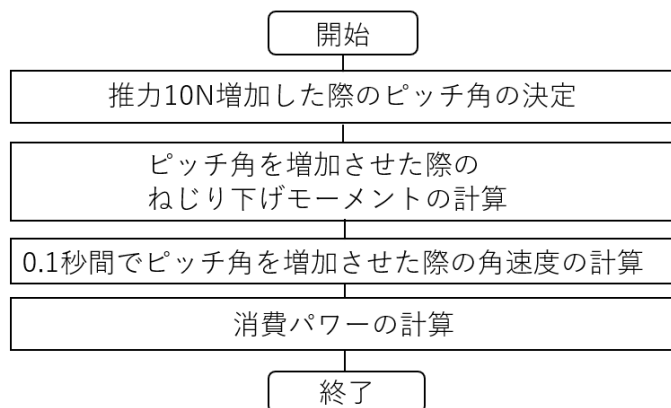 開始
推力10N増加した際のピッチ角の決定
ピッチ角を増加させた際の
ねじり下げモーメントの計算
0.1秒間でピッチ角を増加させた際の角速度の計算
消費パワーの計算
終了